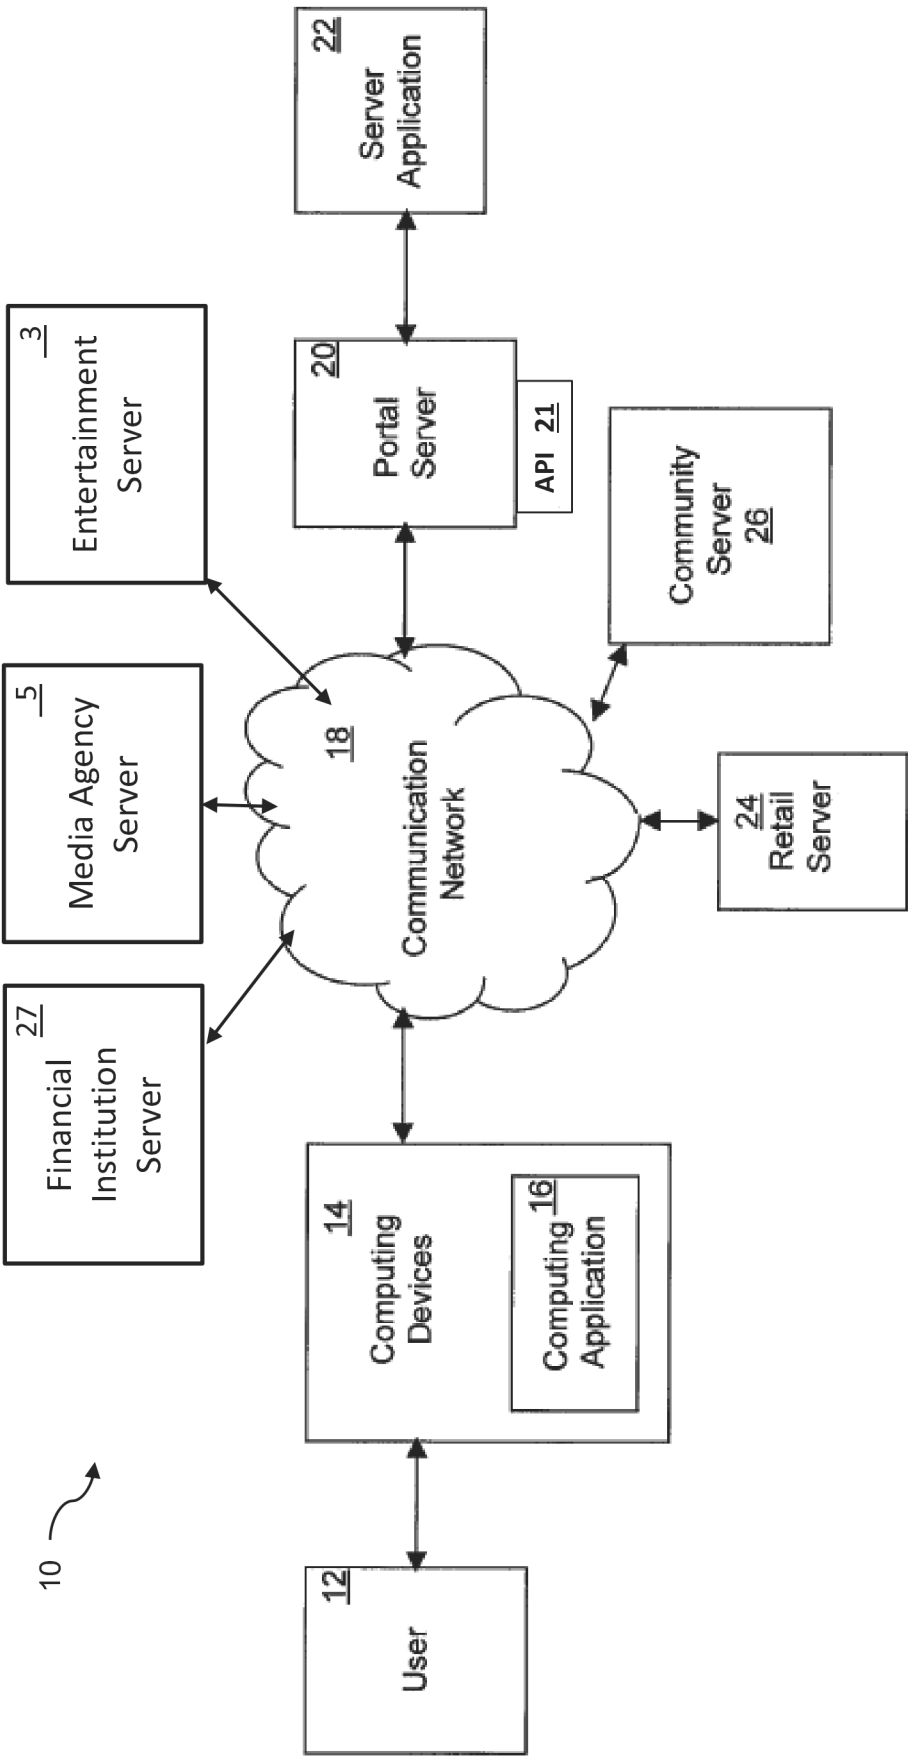 10
27
Financial
Institution
Server
5
Media Agency
Server
3
Entertainment
Server
12
User
14
Computing
Devices
16
Computing
Application
18
Communication
Network
20
Portal
Server
API 21
22
Server
Application
24
Retail
Server
Community
Server
26